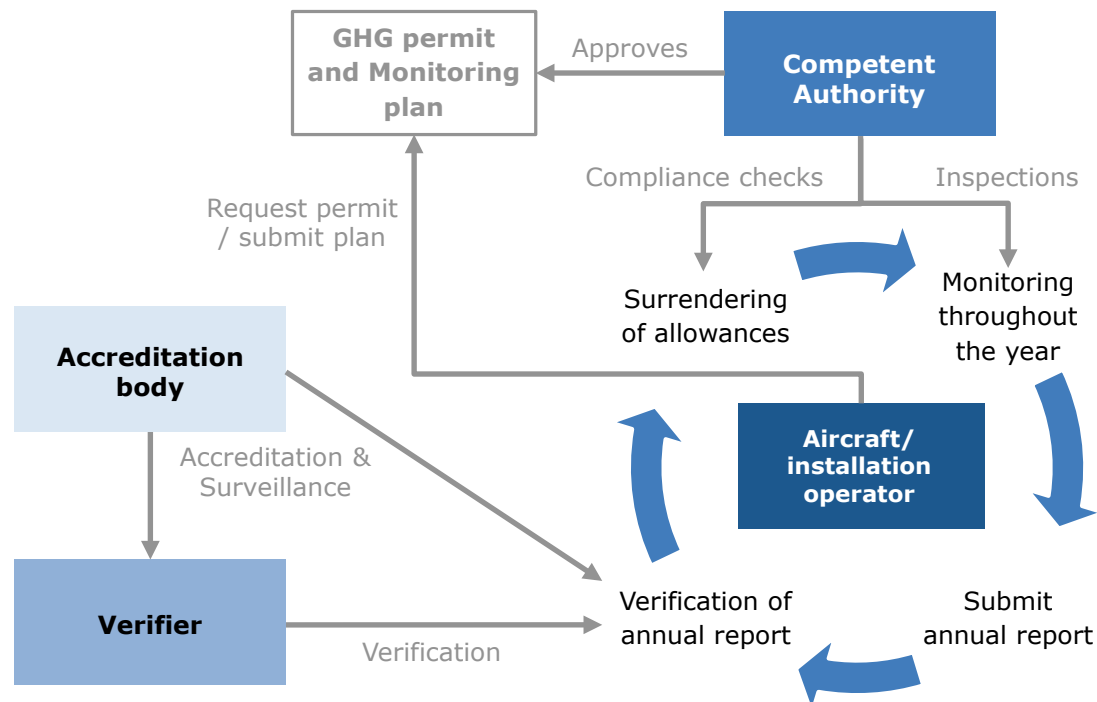 GHG permit
and Monitoring
plan
Approves
Competent
Authority
Compliance checks
Inspections
Request permit
/ submit plan
Surrendering
of allowances
Monitoring
throughout
the year
Accreditation
body
Aircraft/
installation
operator
Accreditation &
Surveillance
Verifier
Verification
Verification of
annual report
Submit
annual report